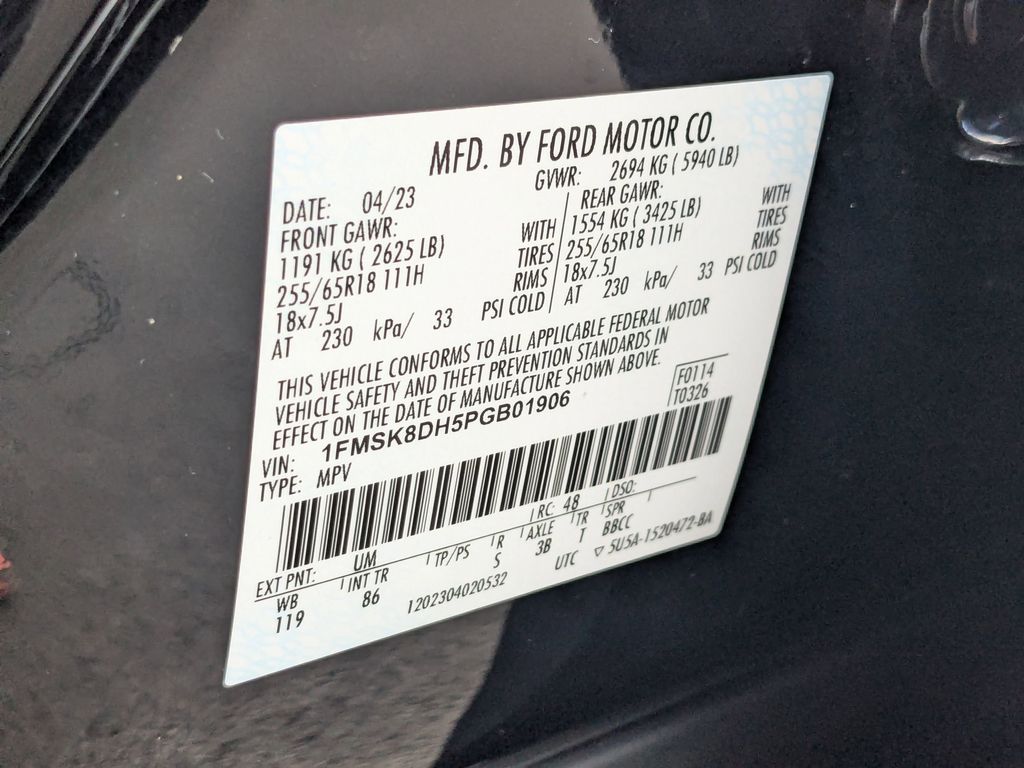 MFD. BY FORD MOTOR CO.
DATE: 04/23 GVWR: 2694 KG ( 5940 LB)
FRONT GAWR: REAR GAWR:
1191 KG ( 2625 LB) WITH 1554 KG ( 3425 LB) WITH
255/65R18 111H TIRES 255/65R18 111H TIRES
18x7.5J RIMS 18x7.5J RIMS
AT 230 kPa/ 33 PSI COLD AT 230 kPa/ 33 PSI COLD
THIS VEHICLE CONFORMS TO ALL APPLICABLE FEDERAL MOTOR
VEHICLE SAFETY AND THEFT PREVENTION STANDARDS IN
EFFECT ON THE DATE OF MANUFACTURE SHOWN ABOVE.
VIN: 1FMSK8DH5PGB01906 F0114
TYPE: MPV T0326
EXT PNT: UM RC: 48 DSO:
WB INT TR TP/PS R AXLE TR SPR
119 86 S 3B T BBCC
1202304020532 UTC ▽ 5U5A-1520472-BA